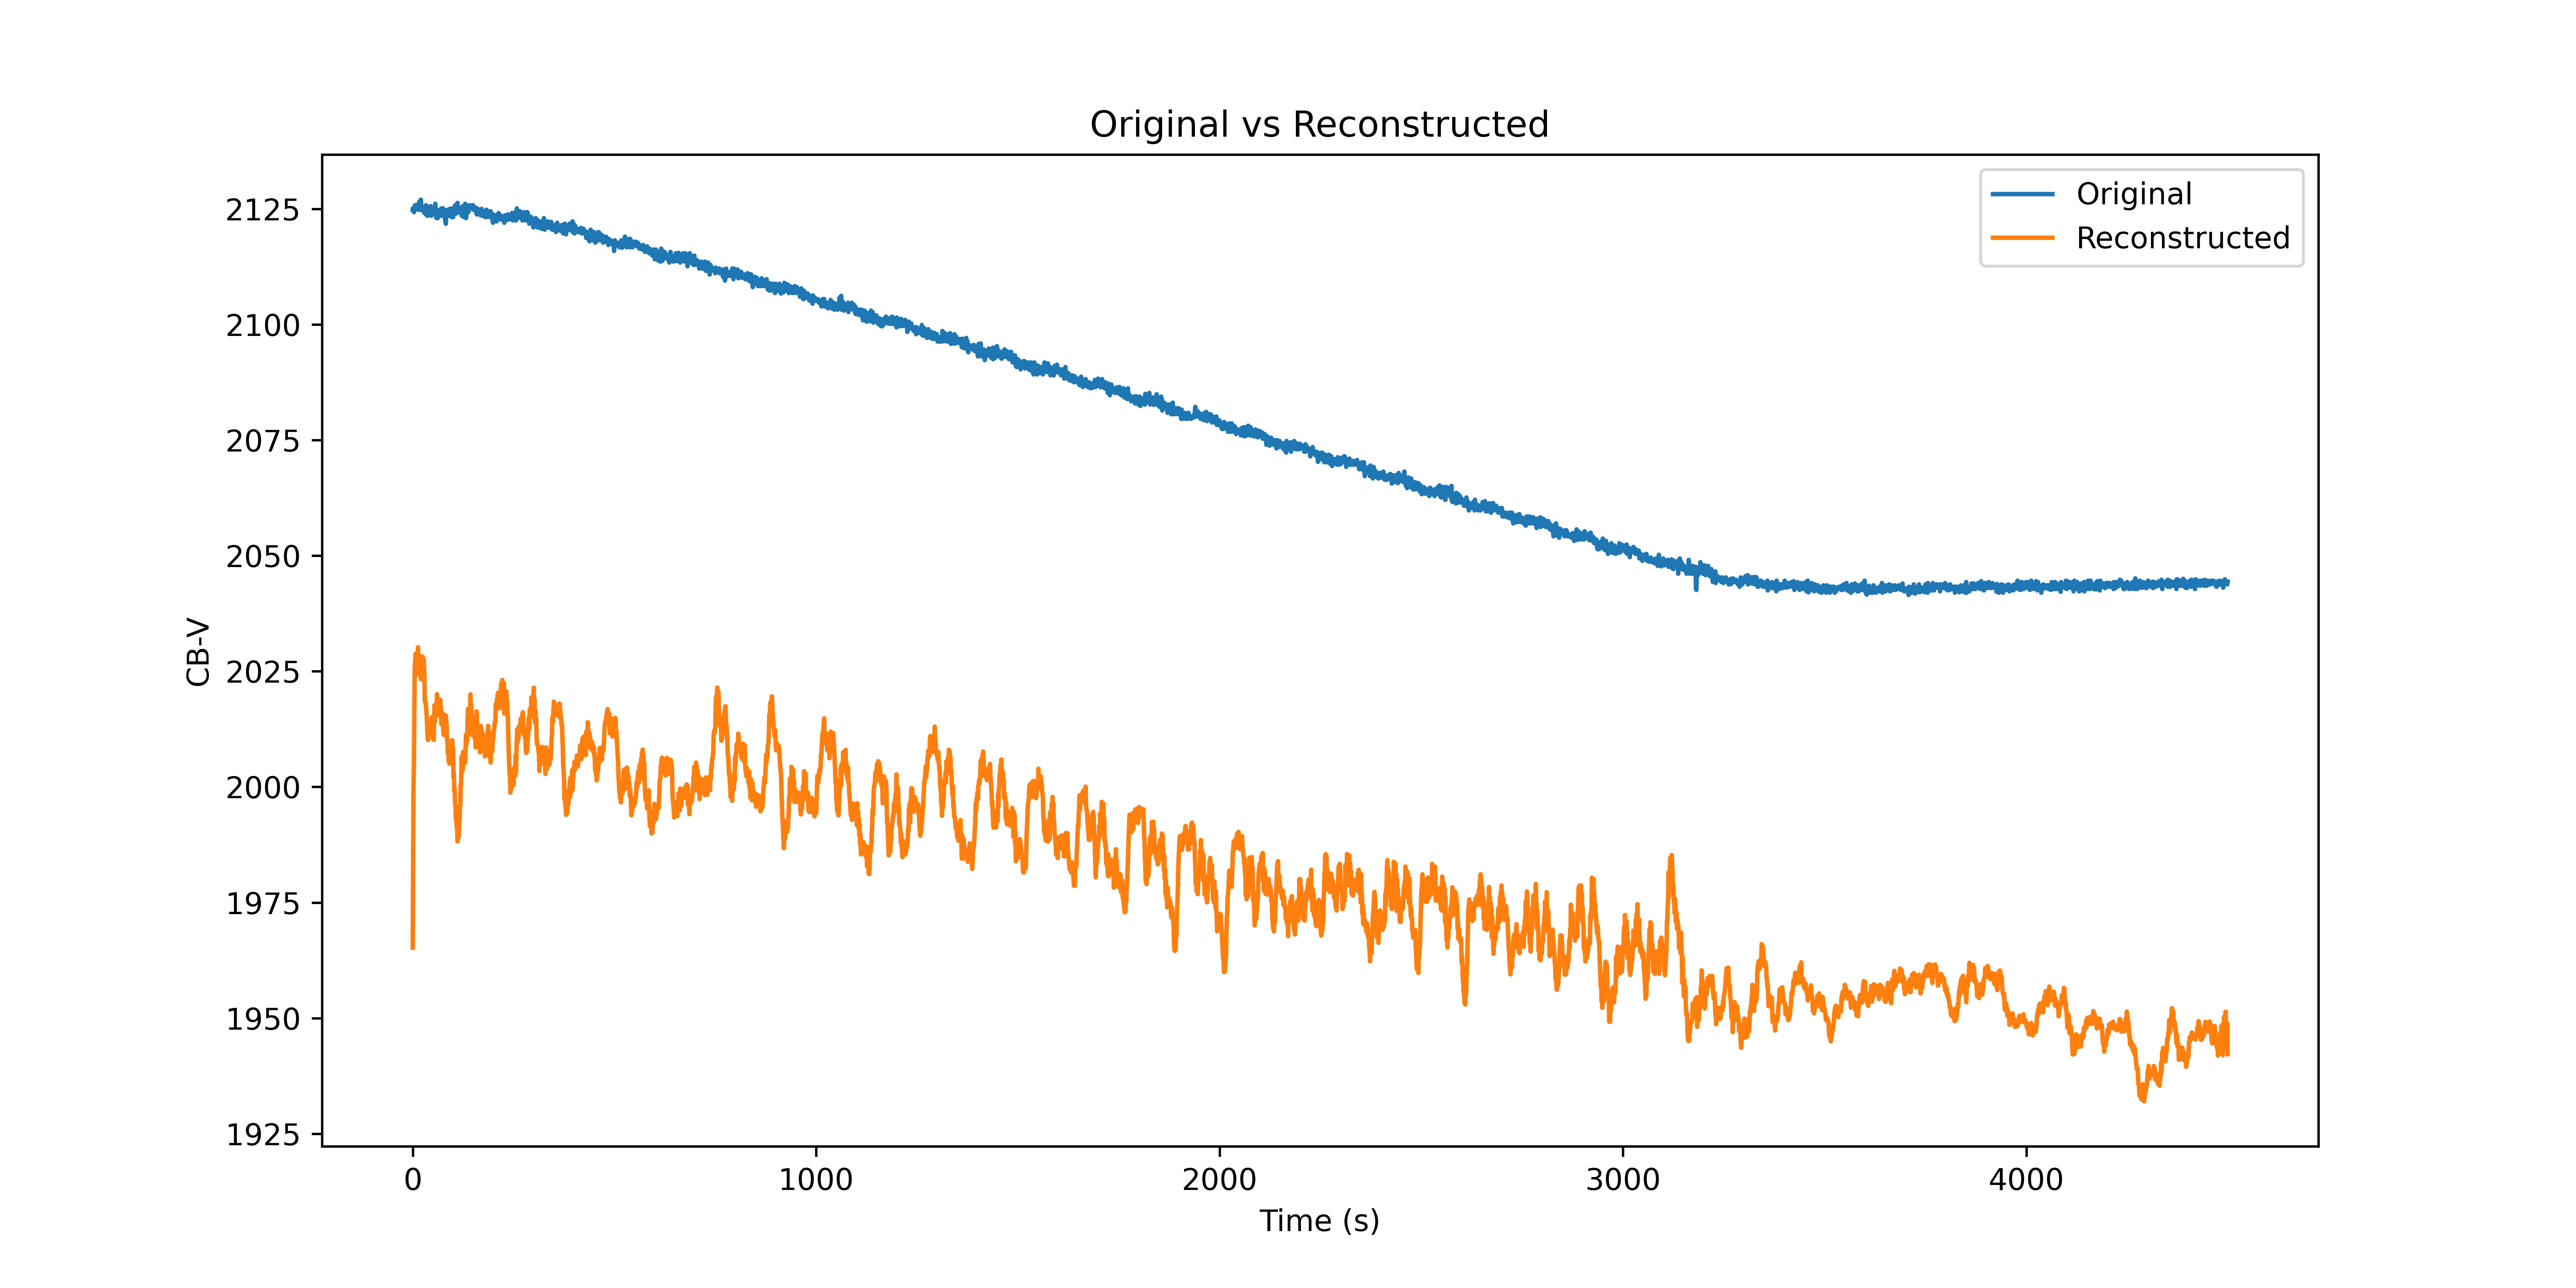 Original vs Reconstructed
Original
Reconstructed
2125
2100
2075
2050
2025
2000
1975
1950
1925
CB-V
0 1000 2000 3000 4000
Time (s)